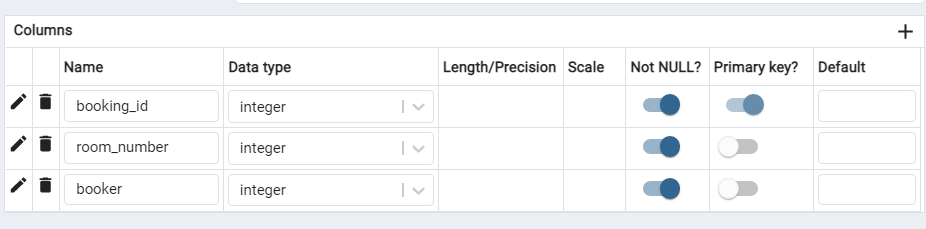 Columns +
Name Data type Length/Precision Scale Not NULL? Primary key? Default
booking_id integer
room_number integer
booker integer